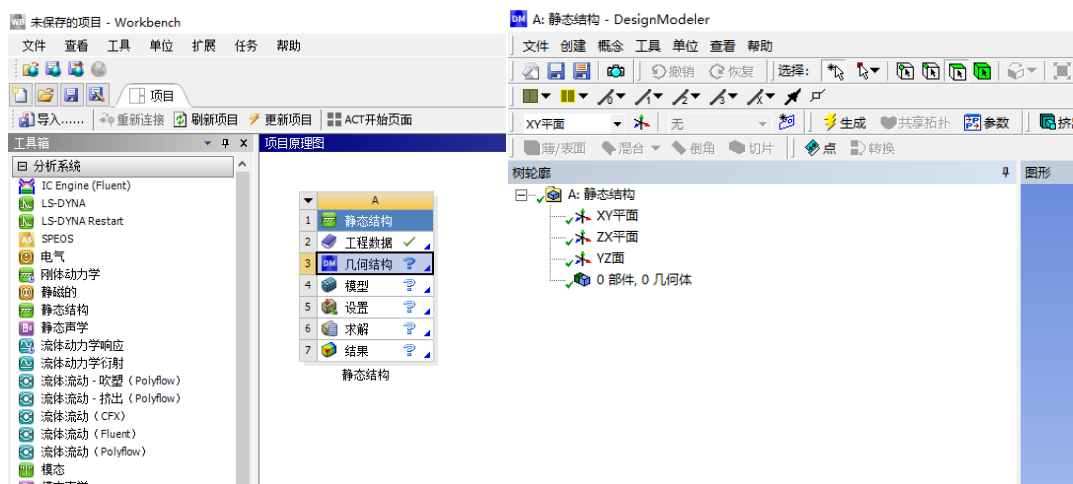 未保存的项目 - Workbench
文件 查看 工具 单位 扩展 任务 帮助
项目
导入…… 重新连接 刷新项目 更新项目 ACT开始页面
工具箱
分析系统
IC Engine (Fluent)
LS-DYNA
LS-DYNA Restart
SPEOS
电气
刚体动力学
静磁的
静态结构
静态声学
流体动力学响应
流体动力学衍射
流体流动 - 吹塑（Polyflow）
流体流动 - 挤出（Polyflow）
流体流动（CFX）
流体流动（Fluent）
流体流动（Polyflow）
模态
项目原理图
A
1 静态结构
2 工程数据
3 DM 几何结构
4 模型
5 设置
6 求解
7 结果
静态结构
DM A: 静态结构 - DesignModeler
文件 创建 概念 工具 单位 查看 帮助
撤销 恢复 选择:
XY平面 无 生成 共享拓扑 参数
薄/表面 混合 倒角 切片 点 转换
树轮廓
A: 静态结构
XY平面
ZX平面
YZ面
0 部件, 0 几何体
图形